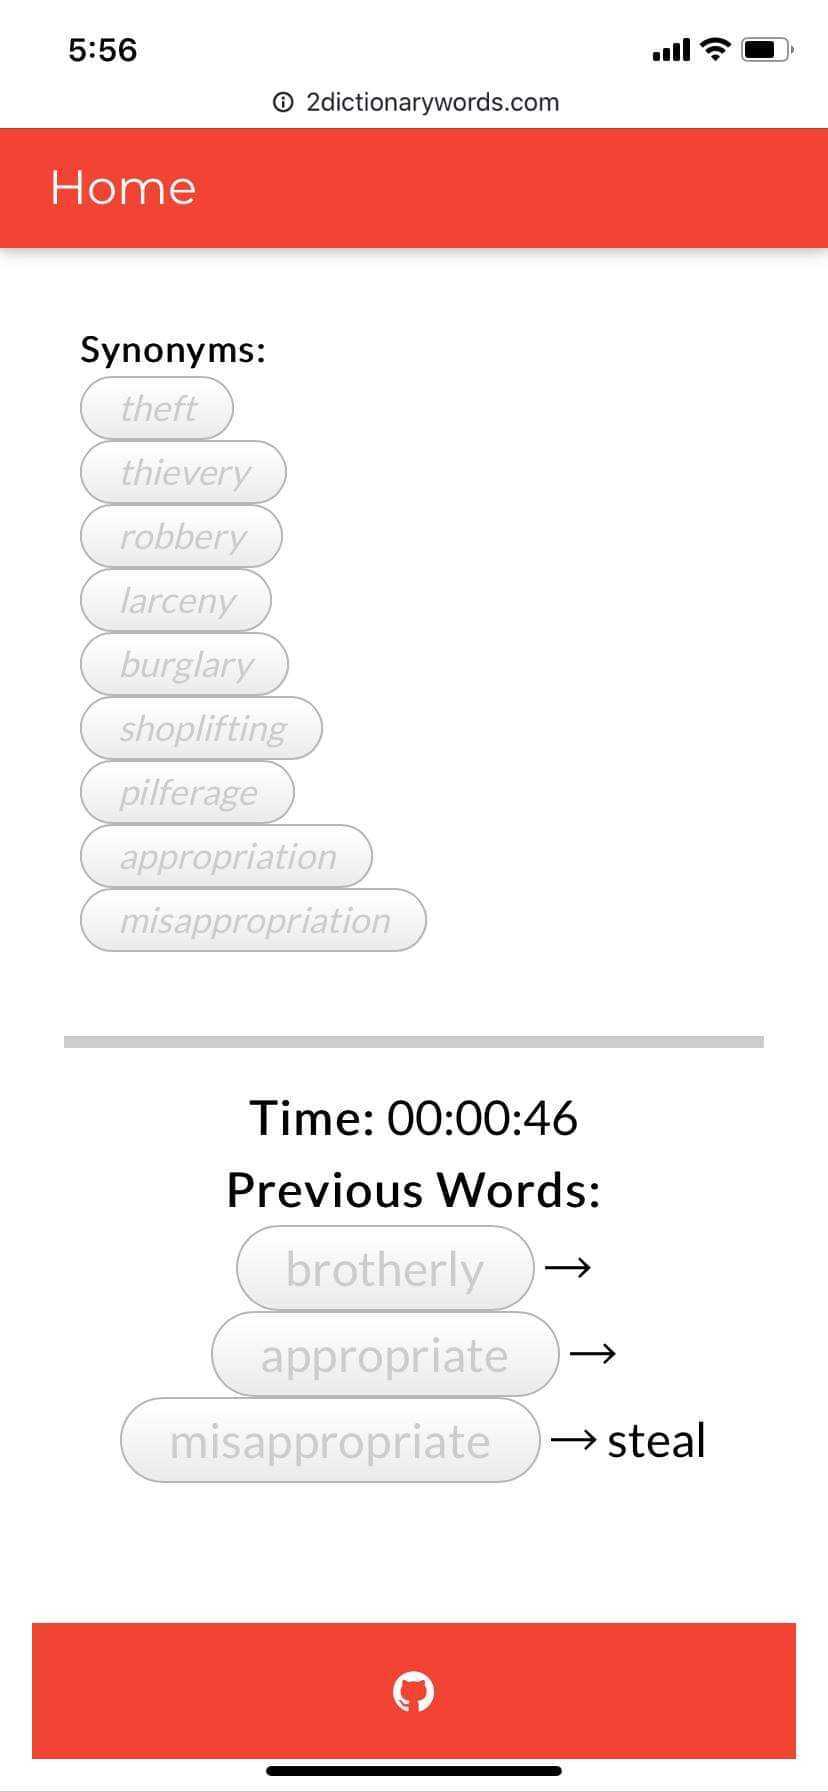 5:56
2dictionarywords.com
Home
Synonyms:
theft
thievery
robbery
larceny
burglary
shoplifting
pilferage
appropriation
misappropriation
Time: 00:00:46
Previous Words:
brotherly →
appropriate →
misappropriate → steal